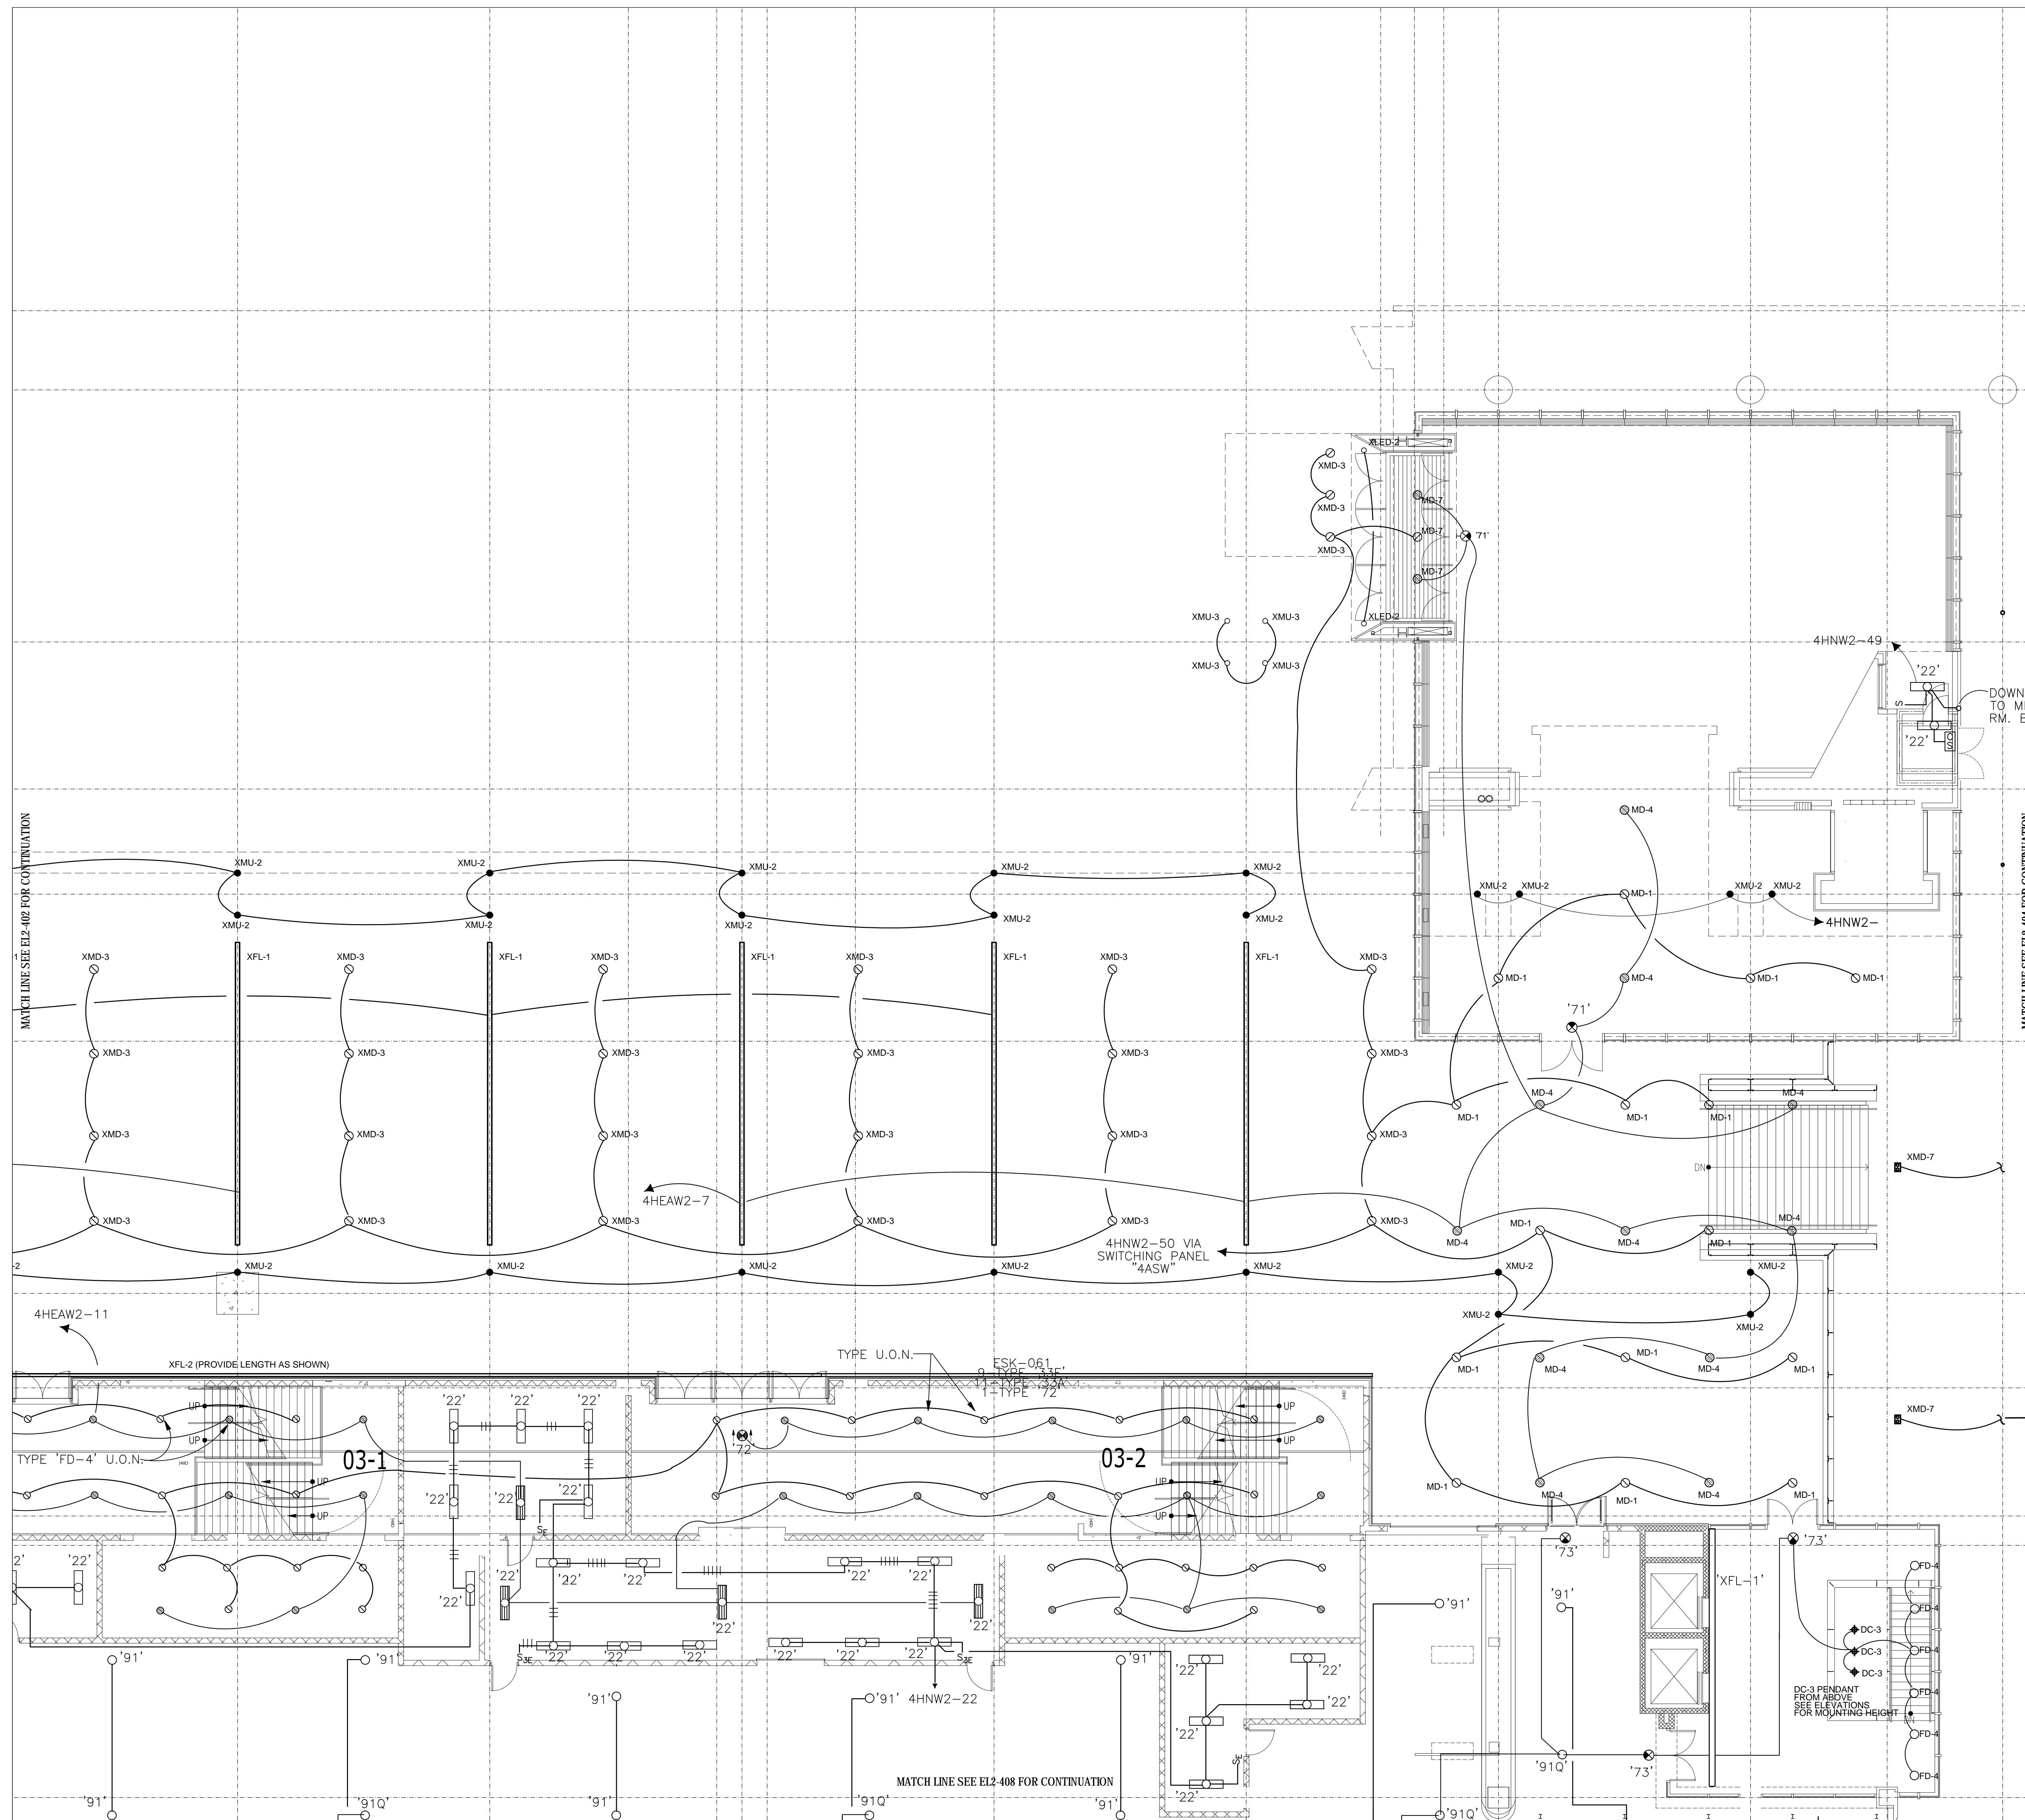 XLED-2
XMD-3
MD-7
XMD-3
MD-7
'71'
XMD-3
MD-7
XMU-3
XMU-3
XLED-2
XMU-3
XMU-3
4HNW2-49
'22'
S
DOWN
'22'
MD-4
MATCH LINE SEE EL2-402 FOR CONTINUATION
XMU-2
XMU-2
XMU-2
XMU-2
XMU-2
XMU-2
XMU-2
MD-1
XMU-2
XMU-2
XMU-2
XMU-2
XMU-2
XMU-2
XMU-2
4HNW2-
XMD-3
XFL-1
XMD-3
XFL-1
XMD-3
XFL-1
XMD-3
XFL-1
XMD-3
XFL-1
XMD-3
MD-1
MD-4
MD-1
MD-1
'71'
XMD-3
XMD-3
XMD-3
XMD-3
XMD-3
XMD-3
MD-4
MD-4
MD-1
MD-1
MD-1
XMD-3
XMD-3
XMD-3
XMD-3
XMD-3
XMD-3
DN
XMD-7
4HEAW2-7
XMD-3
XMD-3
XMD-3
XMD-3
XMD-3
XMD-3
MD-4
MD-1
MD-4
MD-1
MD-4
4HNW2-50 VIA
SWITCHING PANEL
"4ASW"
XMU-2
XMU-2
XMU-2
XMU-2
XMU-2
XMU-2
XMU-2
XMU-2
XMU-2
4HEAW2-11
MD-1
MD-4
MD-1
MD-4
MD-1
XFL-2 (PROVIDE LENGTH AS SHOWN)
TYPE U.O.N.
ESK-061
9-TYPE '33E'
11-TYPE '33A'
1-TYPE '72'
UP
'22'
'22'
'22'
UP
XMD-7
UP
'72'
UP
TYPE 'FD-4' U.O.N.
03-1
03-2
UP
UP
'22'
'22'
'22'
MD-1
MD-4
MD-1
MD-4
MD-1
UP
SE
UP
'73'
'73'
'22'
'22'
'22'
'22'
'22'
'22'
'22'
'22'
'22'
'22'
'22'
'91'
'91'
'XFL-1'
FD-4
FD-4
FD-4
FD-4
FD-4
FD-4
DC-3
DC-3
DC-3
S3E
'22'
'22'
'22'
'22'
'22'
'22'
S3E
'91'
'91'
'91'
'91'
'91'
4HNW2-22
'22'
'22'
'22'
'22'
'22'
SE
DC-3 PENDANT
FROM ABOVE
SEE ELEVATIONS
FOR MOUNTING HEIGHT
'91Q'
'73'
MATCH LINE SEE EL2-408 FOR CONTINUATION
'91'
'91Q'
'91'
'91Q'
'91'
'91Q'